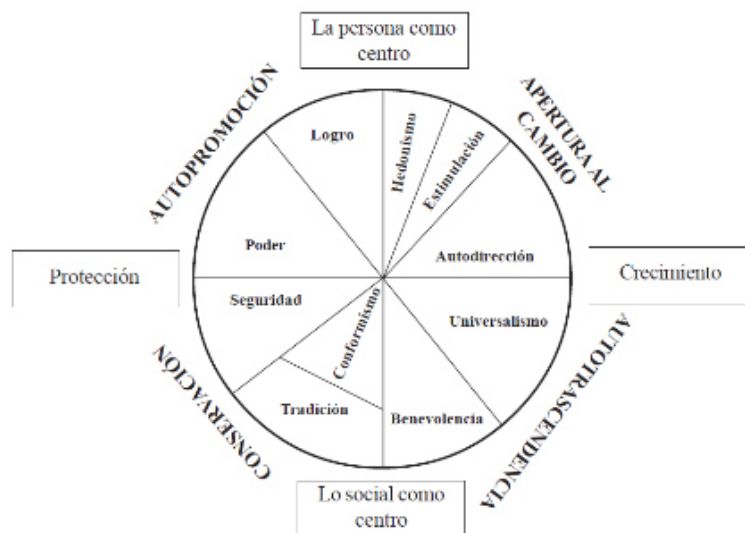 La persona como
centro
AUTOPROMOCIÓN
APERTURA AL
CAMBIO
Logro
Hedonismo
Estimulación
Poder
Autodirección
Protección
Crecimiento
Seguridad
Conformismo
Universalismo
Tradición
Benevolencia
CONSERVACIÓN
AUTOTRASCENDENCIA
Lo social como
centro